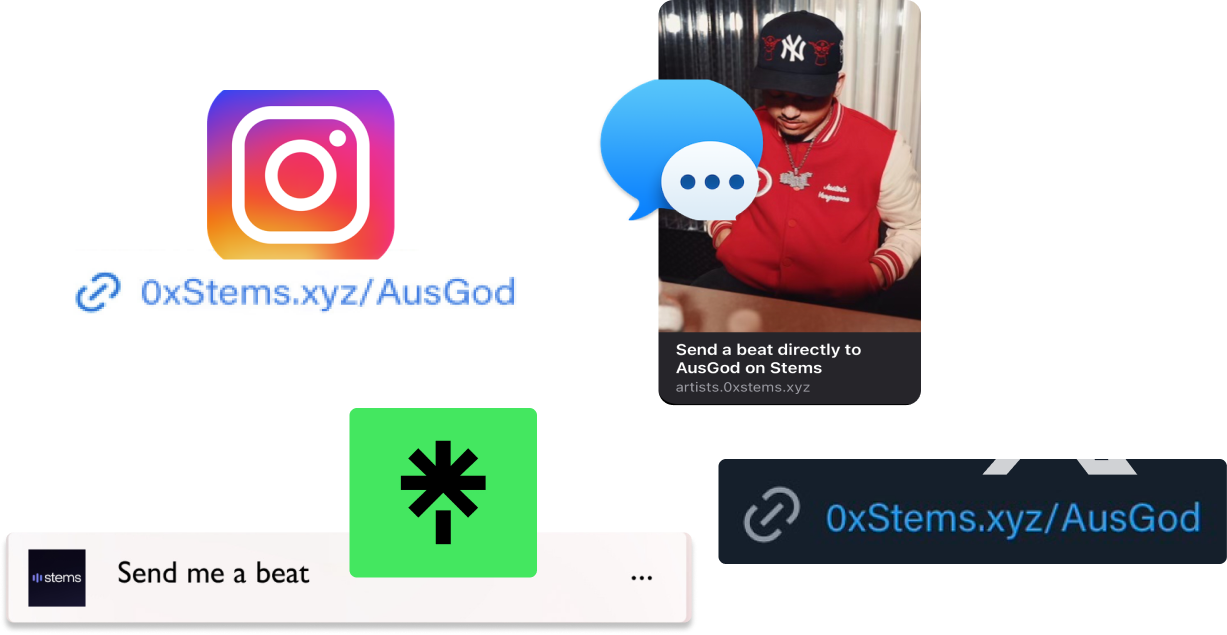 0xStems.xyz/AusGod
NY
Send a beat directly to
AusGod on Stems
artists.0xstems.xyz
0xStems.xyz/AusGod
stems
Send me a beat
...